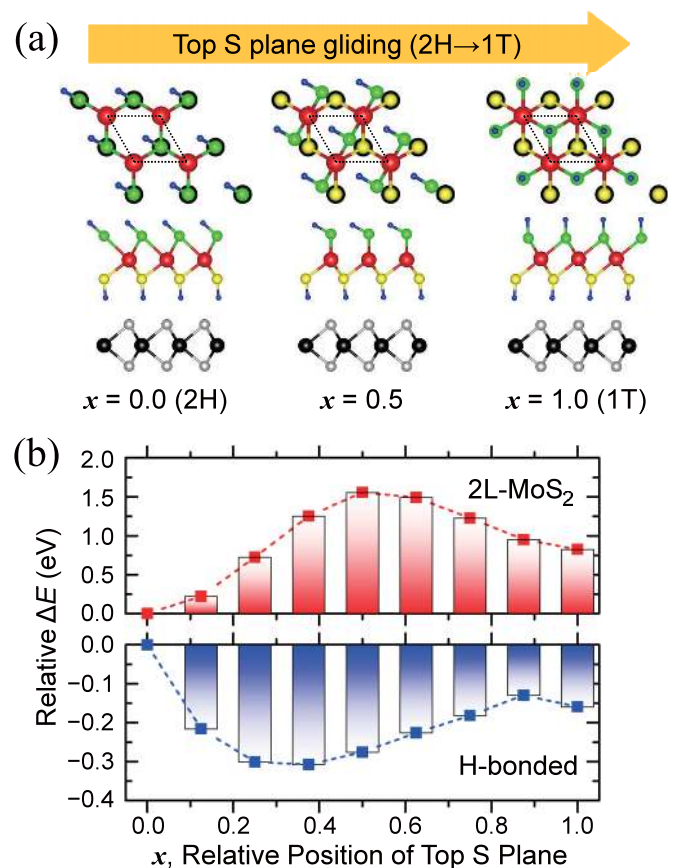 (a)
Top S plane gliding (2H→1T)
x = 0.0 (2H)
x = 0.5
x = 1.0 (1T)
(b)
2.0
1.5
1.0
0.5
0.0
2L-MoS₂
0.0
−0.1
−0.2
−0.3
−0.4
H-bonded
Relative ΔE (eV)
0.0 0.2 0.4 0.6 0.8 1.0
x, Relative Position of Top S Plane